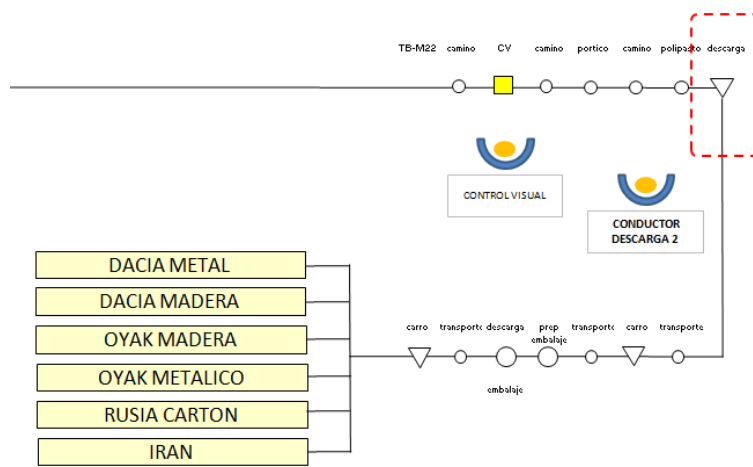 TB-M22 camino CV camino portico camino polipasto descarga
CONTROL VISUAL
CONDUCTOR
DESCARGA 2
DACIA METAL
DACIA MADERA
OYAK MADERA
OYAK METALICO
RUSIA CARTON
IRAN
carro transporte descarga prep transporte carro transporte
embalaje
embalaje